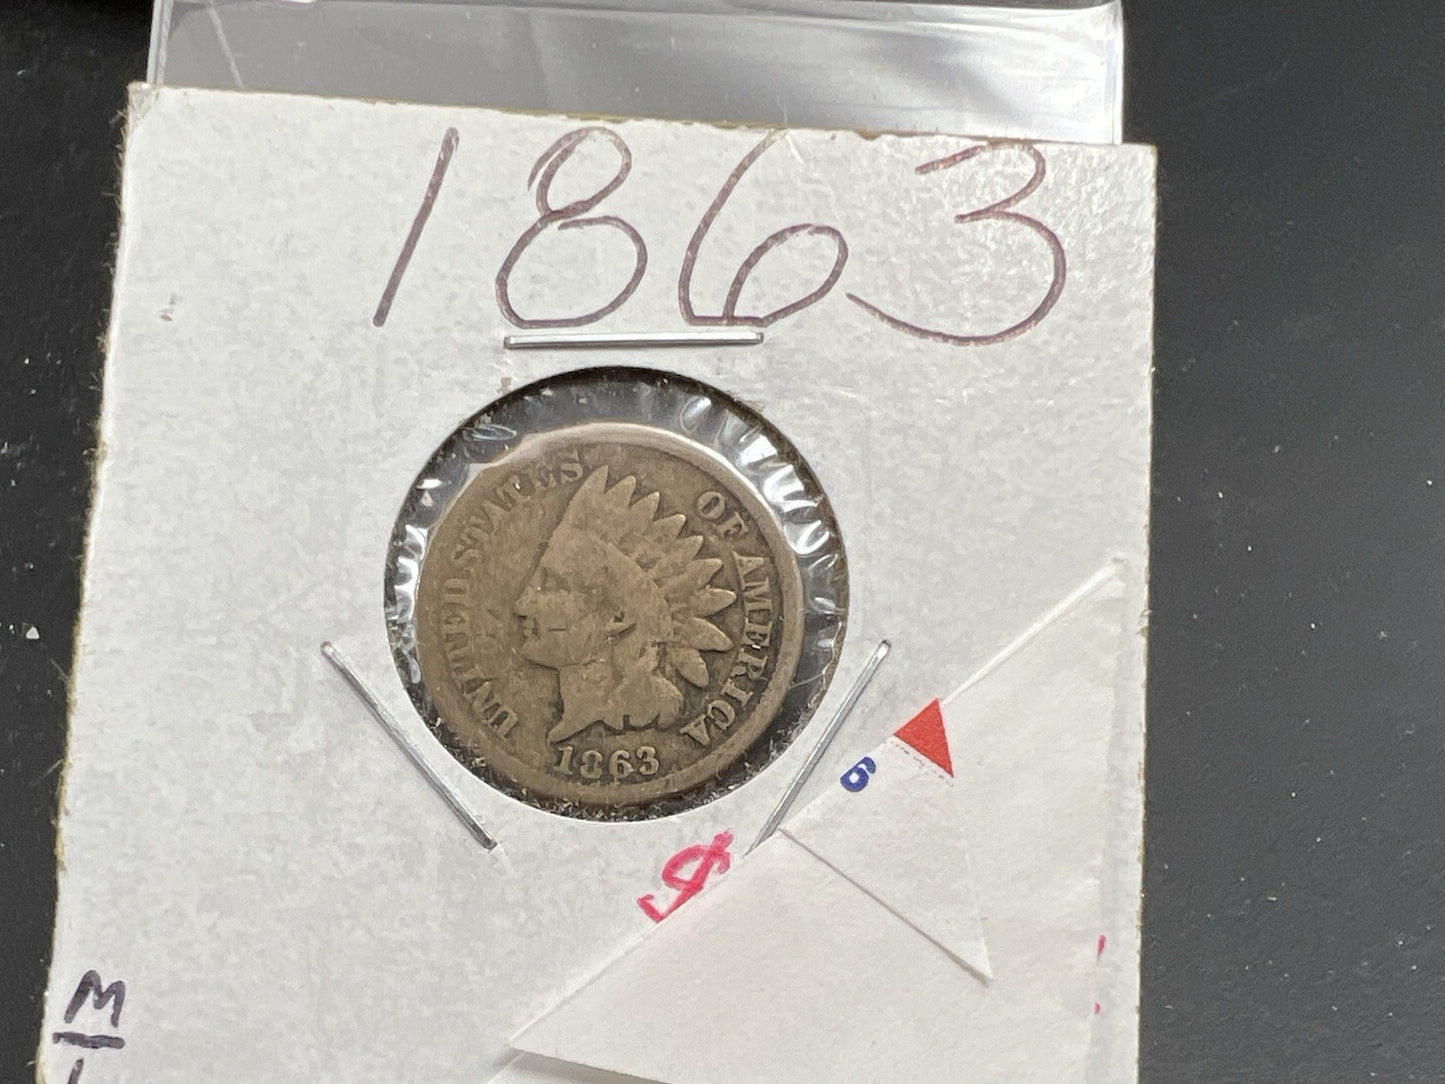 1863
UNITED STATES OF AMERICA
1863
6
$
M